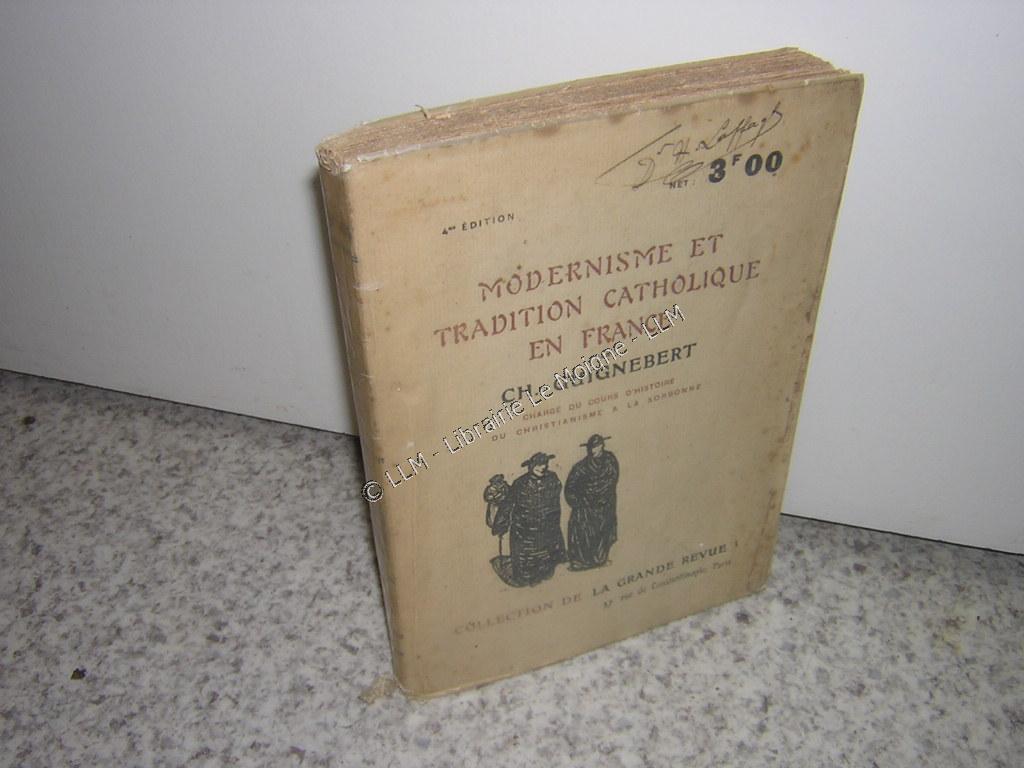 Dr H. Laffag
NET : 3F00
4me ÉDITION
MODERNISME ET
TRADITION CATHOLIQUE
EN FRANCE
CH. GUIGNEBERT
CHARGÉ DU COURS D'HISTOIRE
DU CHRISTIANISME A LA SORBONNE
COLLECTION DE LA GRANDE REVUE
37 rue de Constantinople, Paris
© LLM - Librairie Le Moigne - LLM